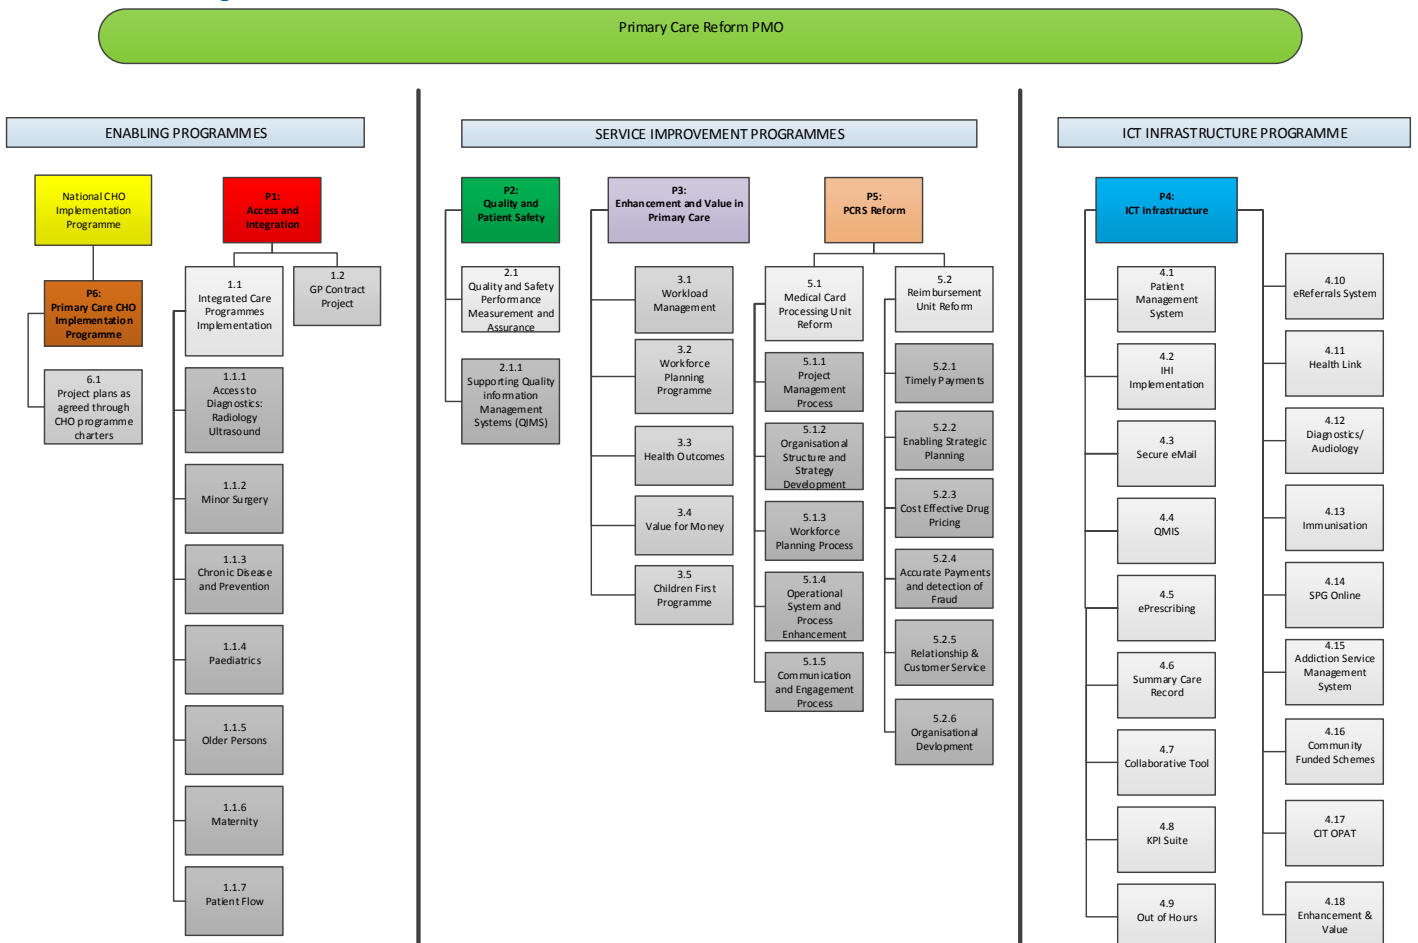 Primary Care Reform PMO
ENABLING PROGRAMMES
National CHO
Implementation
Programme
P6:
Primary Care CHO
Implementation
Programme
6.1
Project plans as
agreed through
CHO programme
charters
P1:
Access and
Integration
1.1
Integrated Care
Programmes
Implementation
1.2
GP Contract
Project
1.1.1
Access to
Diagnostics:
Radiology
Ultrasound
1.1.2
Minor Surgery
1.1.3
Chronic Disease
and Prevention
1.1.4
Paediatrics
1.1.5
Older Persons
1.1.6
Maternity
1.1.7
Patient Flow
SERVICE IMPROVEMENT PROGRAMMES
P2:
Quality and
Patient Safety
2.1
Quality and Safety
Performance
Measurement and
Assurance
2.1.1
Supporting Quality
information
Management
Systems (QIMS)
P3:
Enhancement and Value in
Primary Care
3.1
Workload
Management
3.2
Workforce
Planning
Programme
3.3
Health Outcomes
3.4
Value for Money
3.5
Children First
Programme
P5:
PCRS Reform
5.1
Medical Card
Processing Unit
Reform
5.1.1
Project
Management
Process
5.1.2
Organisational
Structure and
Strategy
Development
5.1.3
Workforce
Planning Process
5.1.4
Operational
System and
Process
Enhancement
5.1.5
Communication
and Engagement
Process
5.2
Reimbursement
Unit Reform
5.2.1
Timely Payments
5.2.2
Enabling Strategic
Planning
5.2.3
Cost Effective Drug
Pricing
5.2.4
Accurate Payments
and detection of
Fraud
5.2.5
Relationship &
Customer Service
5.2.6
Organisational
Devlopment
ICT INFRASTRUCTURE PROGRAMME
P4:
ICT Infrastructure
4.1
Patient
Management
System
4.2
IHI
Implementation
4.3
Secure eMail
4.4
QMIS
4.5
ePrescribing
4.6
Summary Care
Record
4.7
Collaborative Tool
4.8
KPI Suite
4.9
Out of Hours
4.10
eReferrals System
4.11
Health Link
4.12
Diagnostics/
Audiology
4.13
Immunisation
4.14
SPG Online
4.15
Addiction Service
Management
System
4.16
Community
Funded Schemes
4.17
CIT OPAT
4.18
Enhancement &
Value